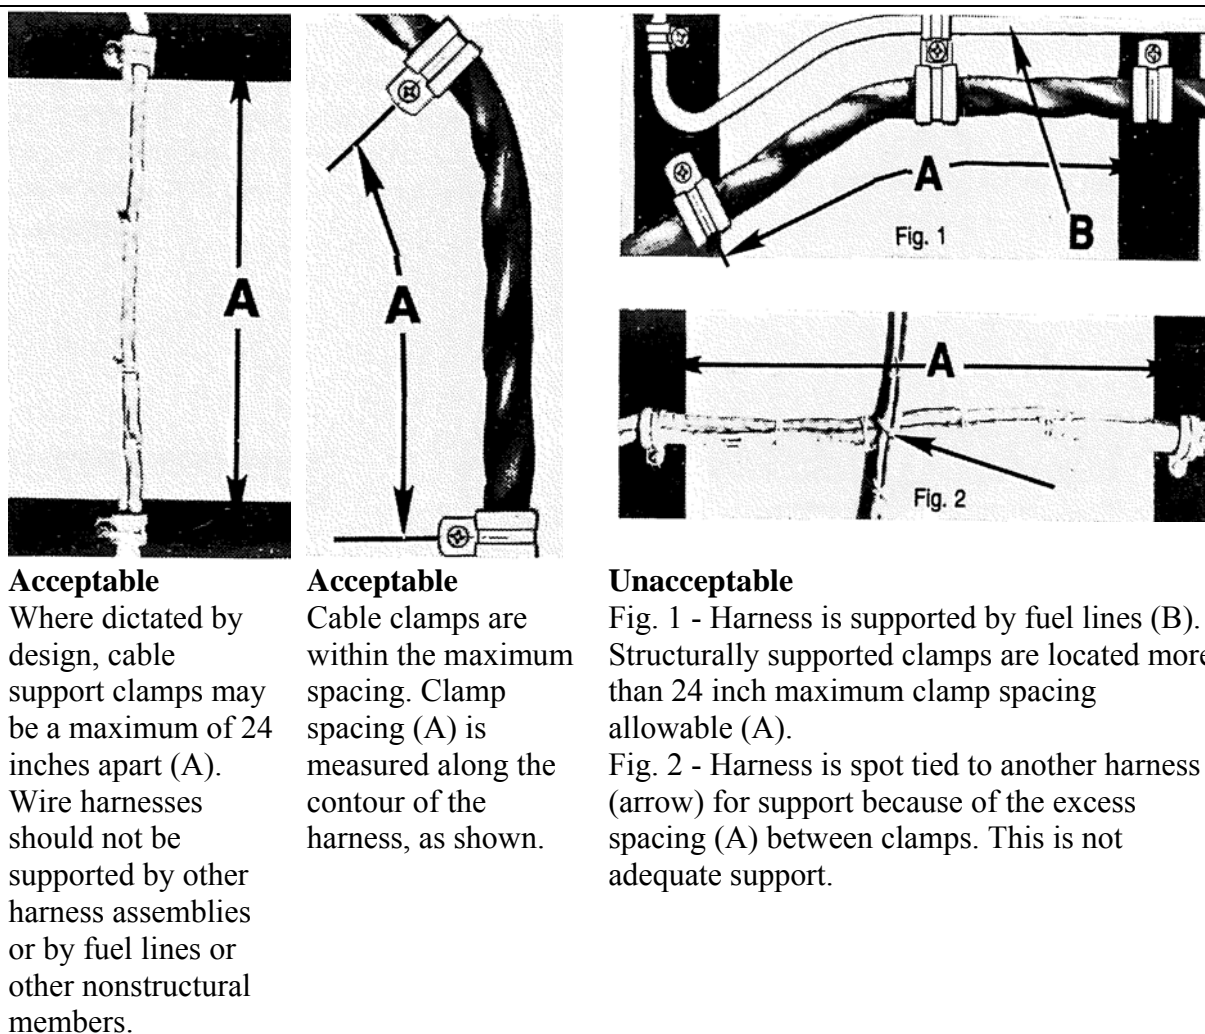 A
A
A
B
Fig. 1
A
Fig. 2
Acceptable
Where dictated by
design, cable
support clamps may
be a maximum of 24
inches apart (A).
Wire harnesses
should not be
supported by other
harness assemblies
or by fuel lines or
other nonstructural
members.
Acceptable
Cable clamps are
within the maximum
spacing. Clamp
spacing (A) is
measured along the
contour of the
harness, as shown.
Unacceptable
Fig. 1 - Harness is supported by fuel lines (B).
Structurally supported clamps are located more
than 24 inch maximum clamp spacing
allowable (A).
Fig. 2 - Harness is spot tied to another harness
(arrow) for support because of the excess
spacing (A) between clamps. This is not
adequate support.